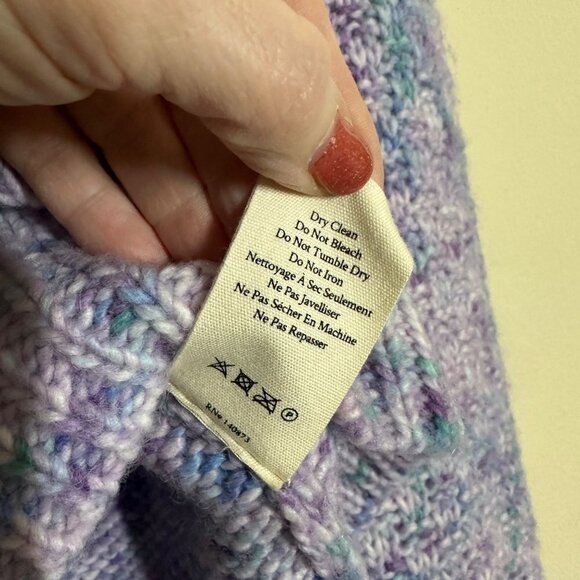 Dry Clean
Do Not Bleach
Do Not Tumble Dry
Do Not Iron
Nettoyage À Sec Seulement
Ne Pas Javelliser
Ne Pas Sécher En Machine
Ne Pas Repasser
P
RN# 140873